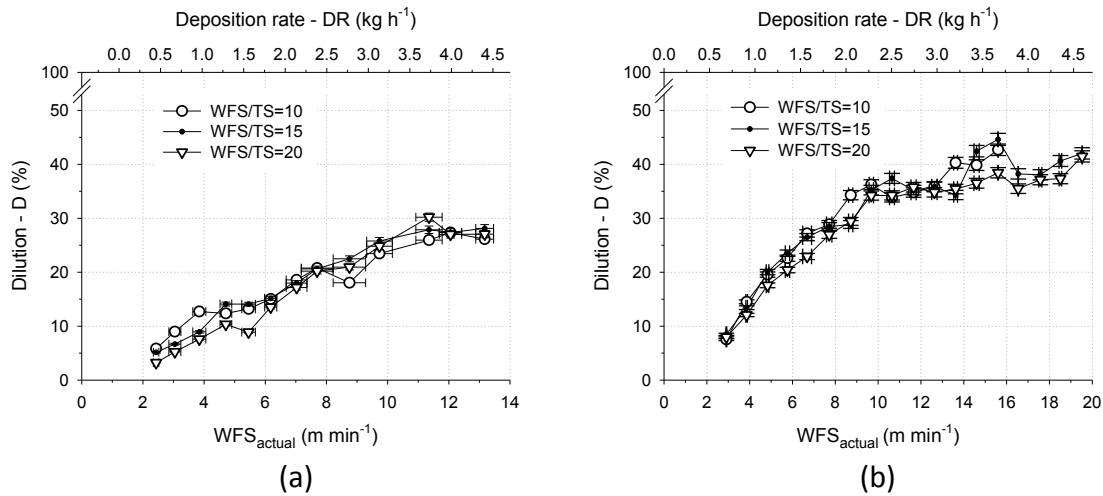 Deposition rate - DR (kg h-1)
0.0 0.5 1.0 1.5 2.0 2.5 3.0 3.5 4.0 4.5
100
50
40
30
20
10
0
Dilution - D (%)
WFS/TS=10
WFS/TS=15
WFS/TS=20
0 2 4 6 8 10 12 14
WFSactual (m min-1)
(a)
Deposition rate - DR (kg h-1)
0.0 0.5 1.0 1.5 2.0 2.5 3.0 3.5 4.0 4.5
100
50
40
30
20
10
0
Dilution - D (%)
WFS/TS=10
WFS/TS=15
WFS/TS=20
0 2 4 6 8 10 12 14 16 18 20
WFSactual (m min-1)
(b)